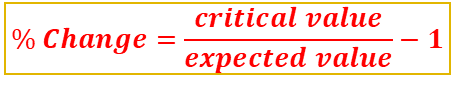 % Change = critical value / expected value − 1